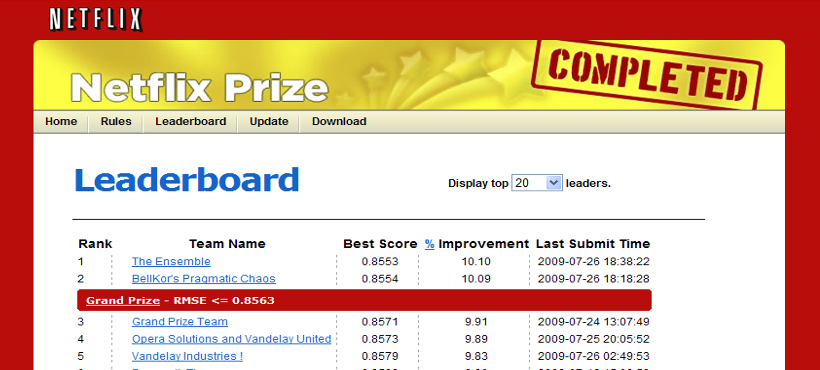 NETFLIX
Netflix Prize
COMPLETED
Home Rules Leaderboard Update Download
Leaderboard
Display top 20 leaders.
Rank Team Name Best Score % Improvement Last Submit Time
1 The Ensemble 0.8553 10.10 2009-07-26 18:38:22
2 BellKor's Pragmatic Chaos 0.8554 10.09 2009-07-26 18:18:28
Grand Prize - RMSE <= 0.8563
3 Grand Prize Team 0.8571 9.91 2009-07-24 13:07:49
4 Opera Solutions and Vandelay United 0.8573 9.89 2009-07-25 20:05:52
5 Vandelay Industries ! 0.8579 9.83 2009-07-26 02:49:53